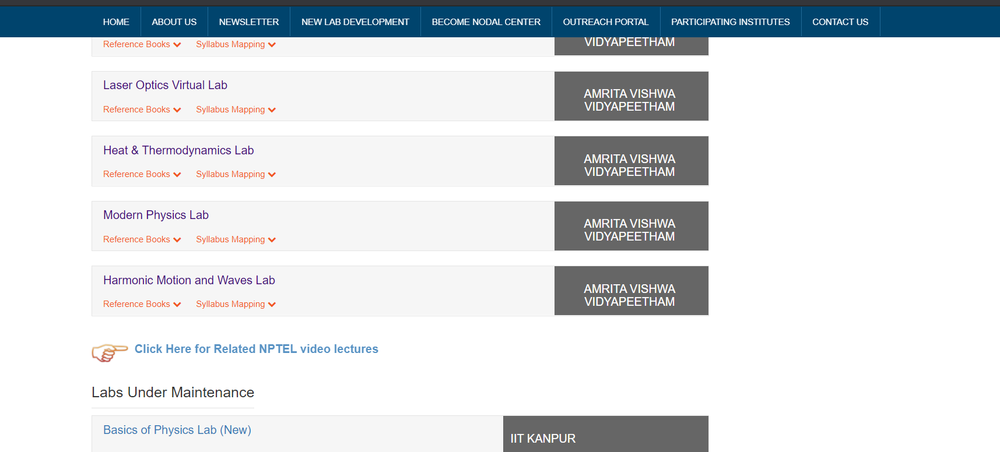 HOME ABOUT US NEWSLETTER NEW LAB DEVELOPMENT BECOME NODAL CENTER OUTREACH PORTAL PARTICIPATING INSTITUTES CONTACT US
Reference Books Syllabus Mapping
VIDYAPEETHAM
Laser Optics Virtual Lab
Reference Books Syllabus Mapping
AMRITA VISHWA
VIDYAPEETHAM
Heat & Thermodynamics Lab
Reference Books Syllabus Mapping
AMRITA VISHWA
VIDYAPEETHAM
Modern Physics Lab
Reference Books Syllabus Mapping
AMRITA VISHWA
VIDYAPEETHAM
Harmonic Motion and Waves Lab
Reference Books Syllabus Mapping
AMRITA VISHWA
VIDYAPEETHAM
Click Here for Related NPTEL video lectures
Labs Under Maintenance
Basics of Physics Lab (New)
IIT KANPUR